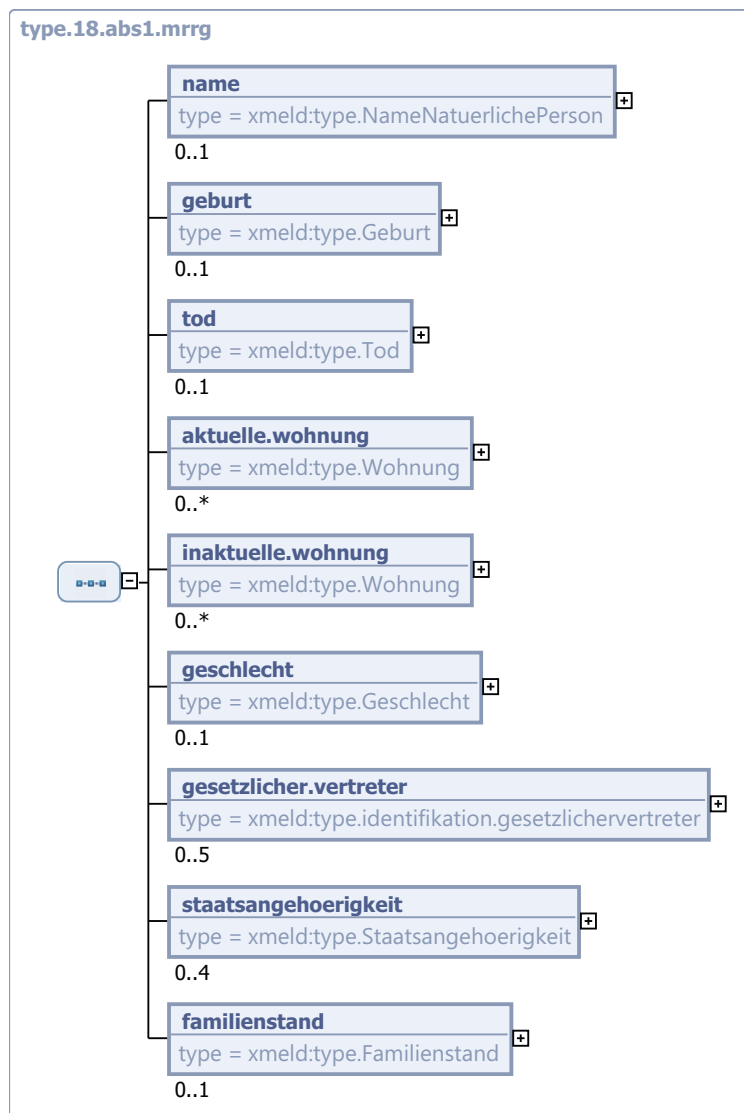 type.18.abs1.mrrg
name
type = xmeld:type.NameNatuerlichePerson
0..1
geburt
type = xmeld:type.Geburt
0..1
tod
type = xmeld:type.Tod
0..1
aktuelle.wohnung
type = xmeld:type.Wohnung
0..*
inaktuelle.wohnung
type = xmeld:type.Wohnung
0..*
geschlecht
type = xmeld:type.Geschlecht
0..1
gesetzlicher.vertreter
type = xmeld:type.identifikation.gesetzlichervertreter
0..5
staatsangehoerigkeit
type = xmeld:type.Staatsangehoerigkeit
0..4
familienstand
type = xmeld:type.Familienstand
0..1